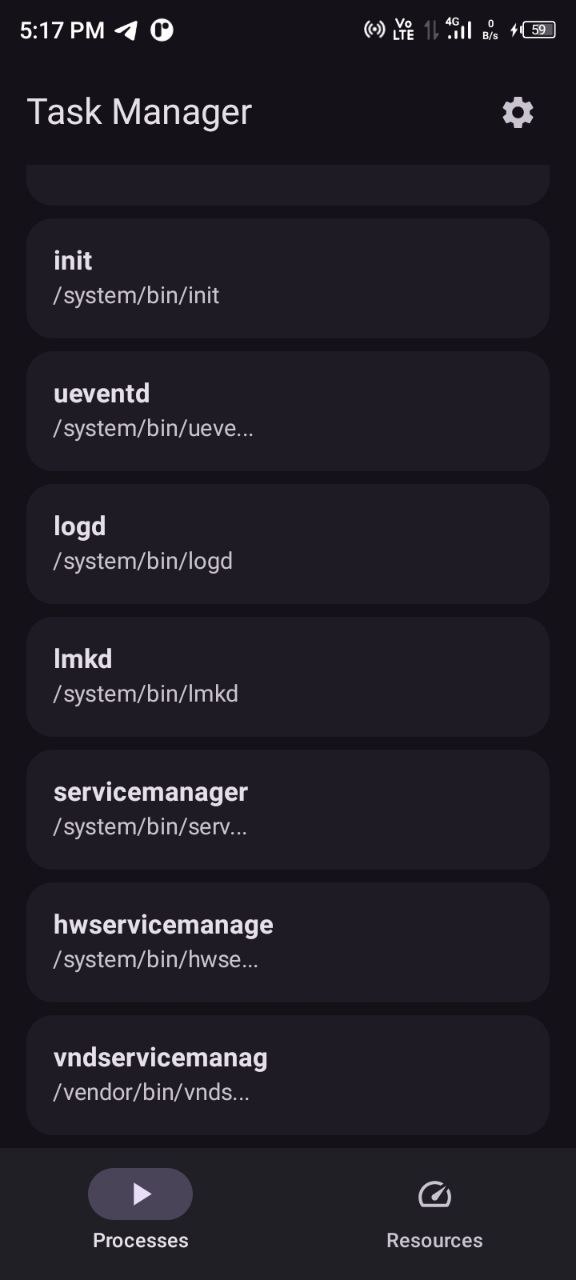 5:17 PM
Vo
LTE
4G
0
B/s
59
Task Manager
init
/system/bin/init
ueventd
/system/bin/ueve...
logd
/system/bin/logd
lmkd
/system/bin/lmkd
servicemanager
/system/bin/serv...
hwservicemanage
/system/bin/hwse...
vndservicemanag
/vendor/bin/vnds...
Processes
Resources